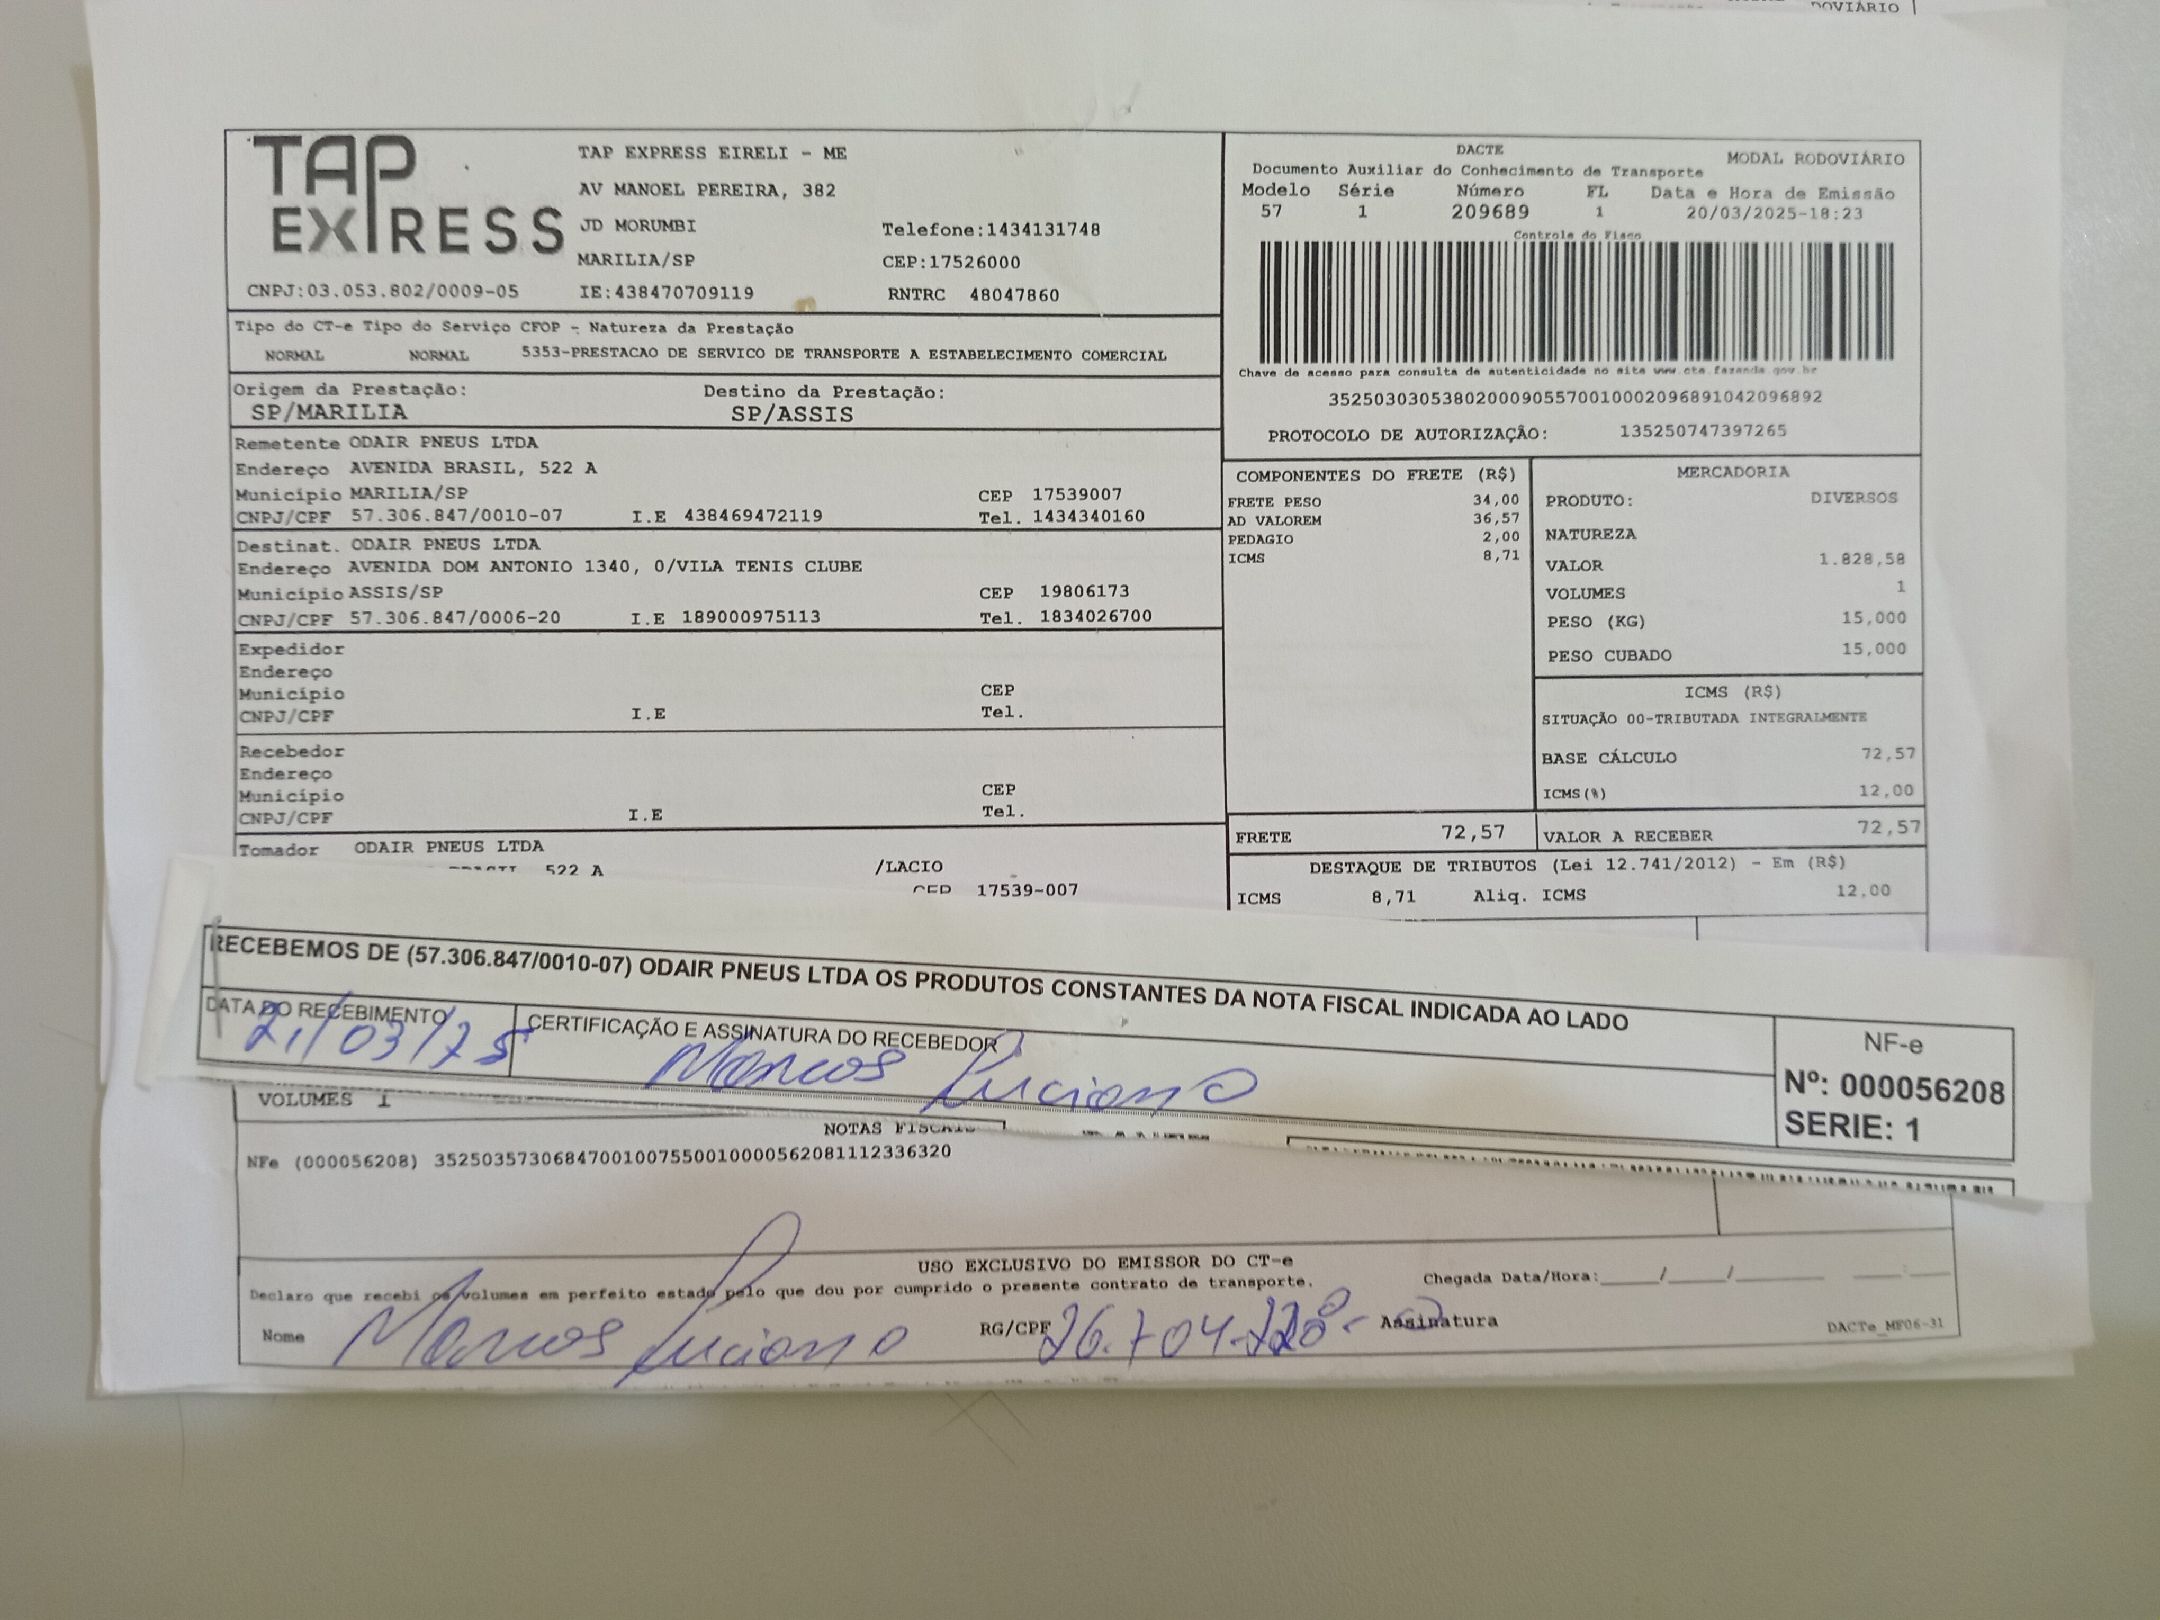 DOVIÁRIO
TAP EXPRESS
TAP EXPRESS EIRELI - ME
AV MANOEL PEREIRA, 382
JD MORUMBI
Telefone:1434131748
MARILIA/SP
CEP:17526000
CNPJ:03.053.802/0009-05
IE:438470709119
RNTRC 48047860
DACTE
MODAL RODOVIÁRIO
Documento Auxiliar do Conhecimento de Transporte
Modelo Série Número FL Data e Hora de Emissão
57 1 209689 1 20/03/2025-18:23
Controle do Fisco
Chave de acesso para consulta de autenticidade no site www.cte.fazenda.gov.br
35250303053802000905570010002096891042096892
PROTOCOLO DE AUTORIZAÇÃO: 135250747397265
Tipo do CT-e Tipo do Serviço CFOP - Natureza da Prestação
NORMAL NORMAL 5353-PRESTACAO DE SERVICO DE TRANSPORTE A ESTABELECIMENTO COMERCIAL
Origem da Prestação: Destino da Prestação:
SP/MARILIA SP/ASSIS
Remetente ODAIR PNEUS LTDA
Endereço AVENIDA BRASIL, 522 A
Município MARILIA/SP CEP 17539007
CNPJ/CPF 57.306.847/0010-07 I.E 438469472119 Tel. 1434340160
Destinat. ODAIR PNEUS LTDA
Endereço AVENIDA DOM ANTONIO 1340, 0/VILA TENIS CLUBE
Município ASSIS/SP CEP 19806173
CNPJ/CPF 57.306.847/0006-20 I.E 189000975113 Tel. 1834026700
Expedidor
Endereço
Município CEP
CNPJ/CPF I.E Tel.
Recebedor
Endereço
Município CEP
CNPJ/CPF I.E Tel.
Tomador ODAIR PNEUS LTDA
522 A /LACIO
CEP 17539-007
COMPONENTES DO FRETE (R$)
FRETE PESO 34,00
AD VALOREM 36,57
PEDAGIO 2,00
ICMS 8,71
MERCADORIA
PRODUTO: DIVERSOS
NATUREZA
VALOR 1.828,58
VOLUMES 1
PESO (KG) 15,000
PESO CUBADO 15,000
ICMS (R$)
SITUAÇÃO 00-TRIBUTADA INTEGRALMENTE
BASE CÁLCULO 72,57
ICMS(%) 12,00
FRETE 72,57 VALOR A RECEBER 72,57
DESTAQUE DE TRIBUTOS (Lei 12.741/2012) - Em (R$)
ICMS 8,71 Aliq. ICMS 12,00
RECEBEMOS DE (57.306.847/0010-07) ODAIR PNEUS LTDA OS PRODUTOS CONSTANTES DA NOTA FISCAL INDICADA AO LADO
DATA DO RECEBIMENTO CERTIFICAÇÃO E ASSINATURA DO RECEBEDOR
21/03/25 Marcos Luciano
NF-e
Nº: 000056208
SERIE: 1
VOLUMES 1
NOTAS FISCAIS
NFe (000056208) 35250357306847001007550010000562081112336320
USO EXCLUSIVO DO EMISSOR DO CT-e
Declaro que recebi os volumes em perfeito estado pelo que dou por cumprido o presente contrato de transporte. Chegada Data/Hora:____/____/______ ____:____
Nome Marcos Luciano RG/CPF 26.704.228- Assinatura DACTe_MF06-31